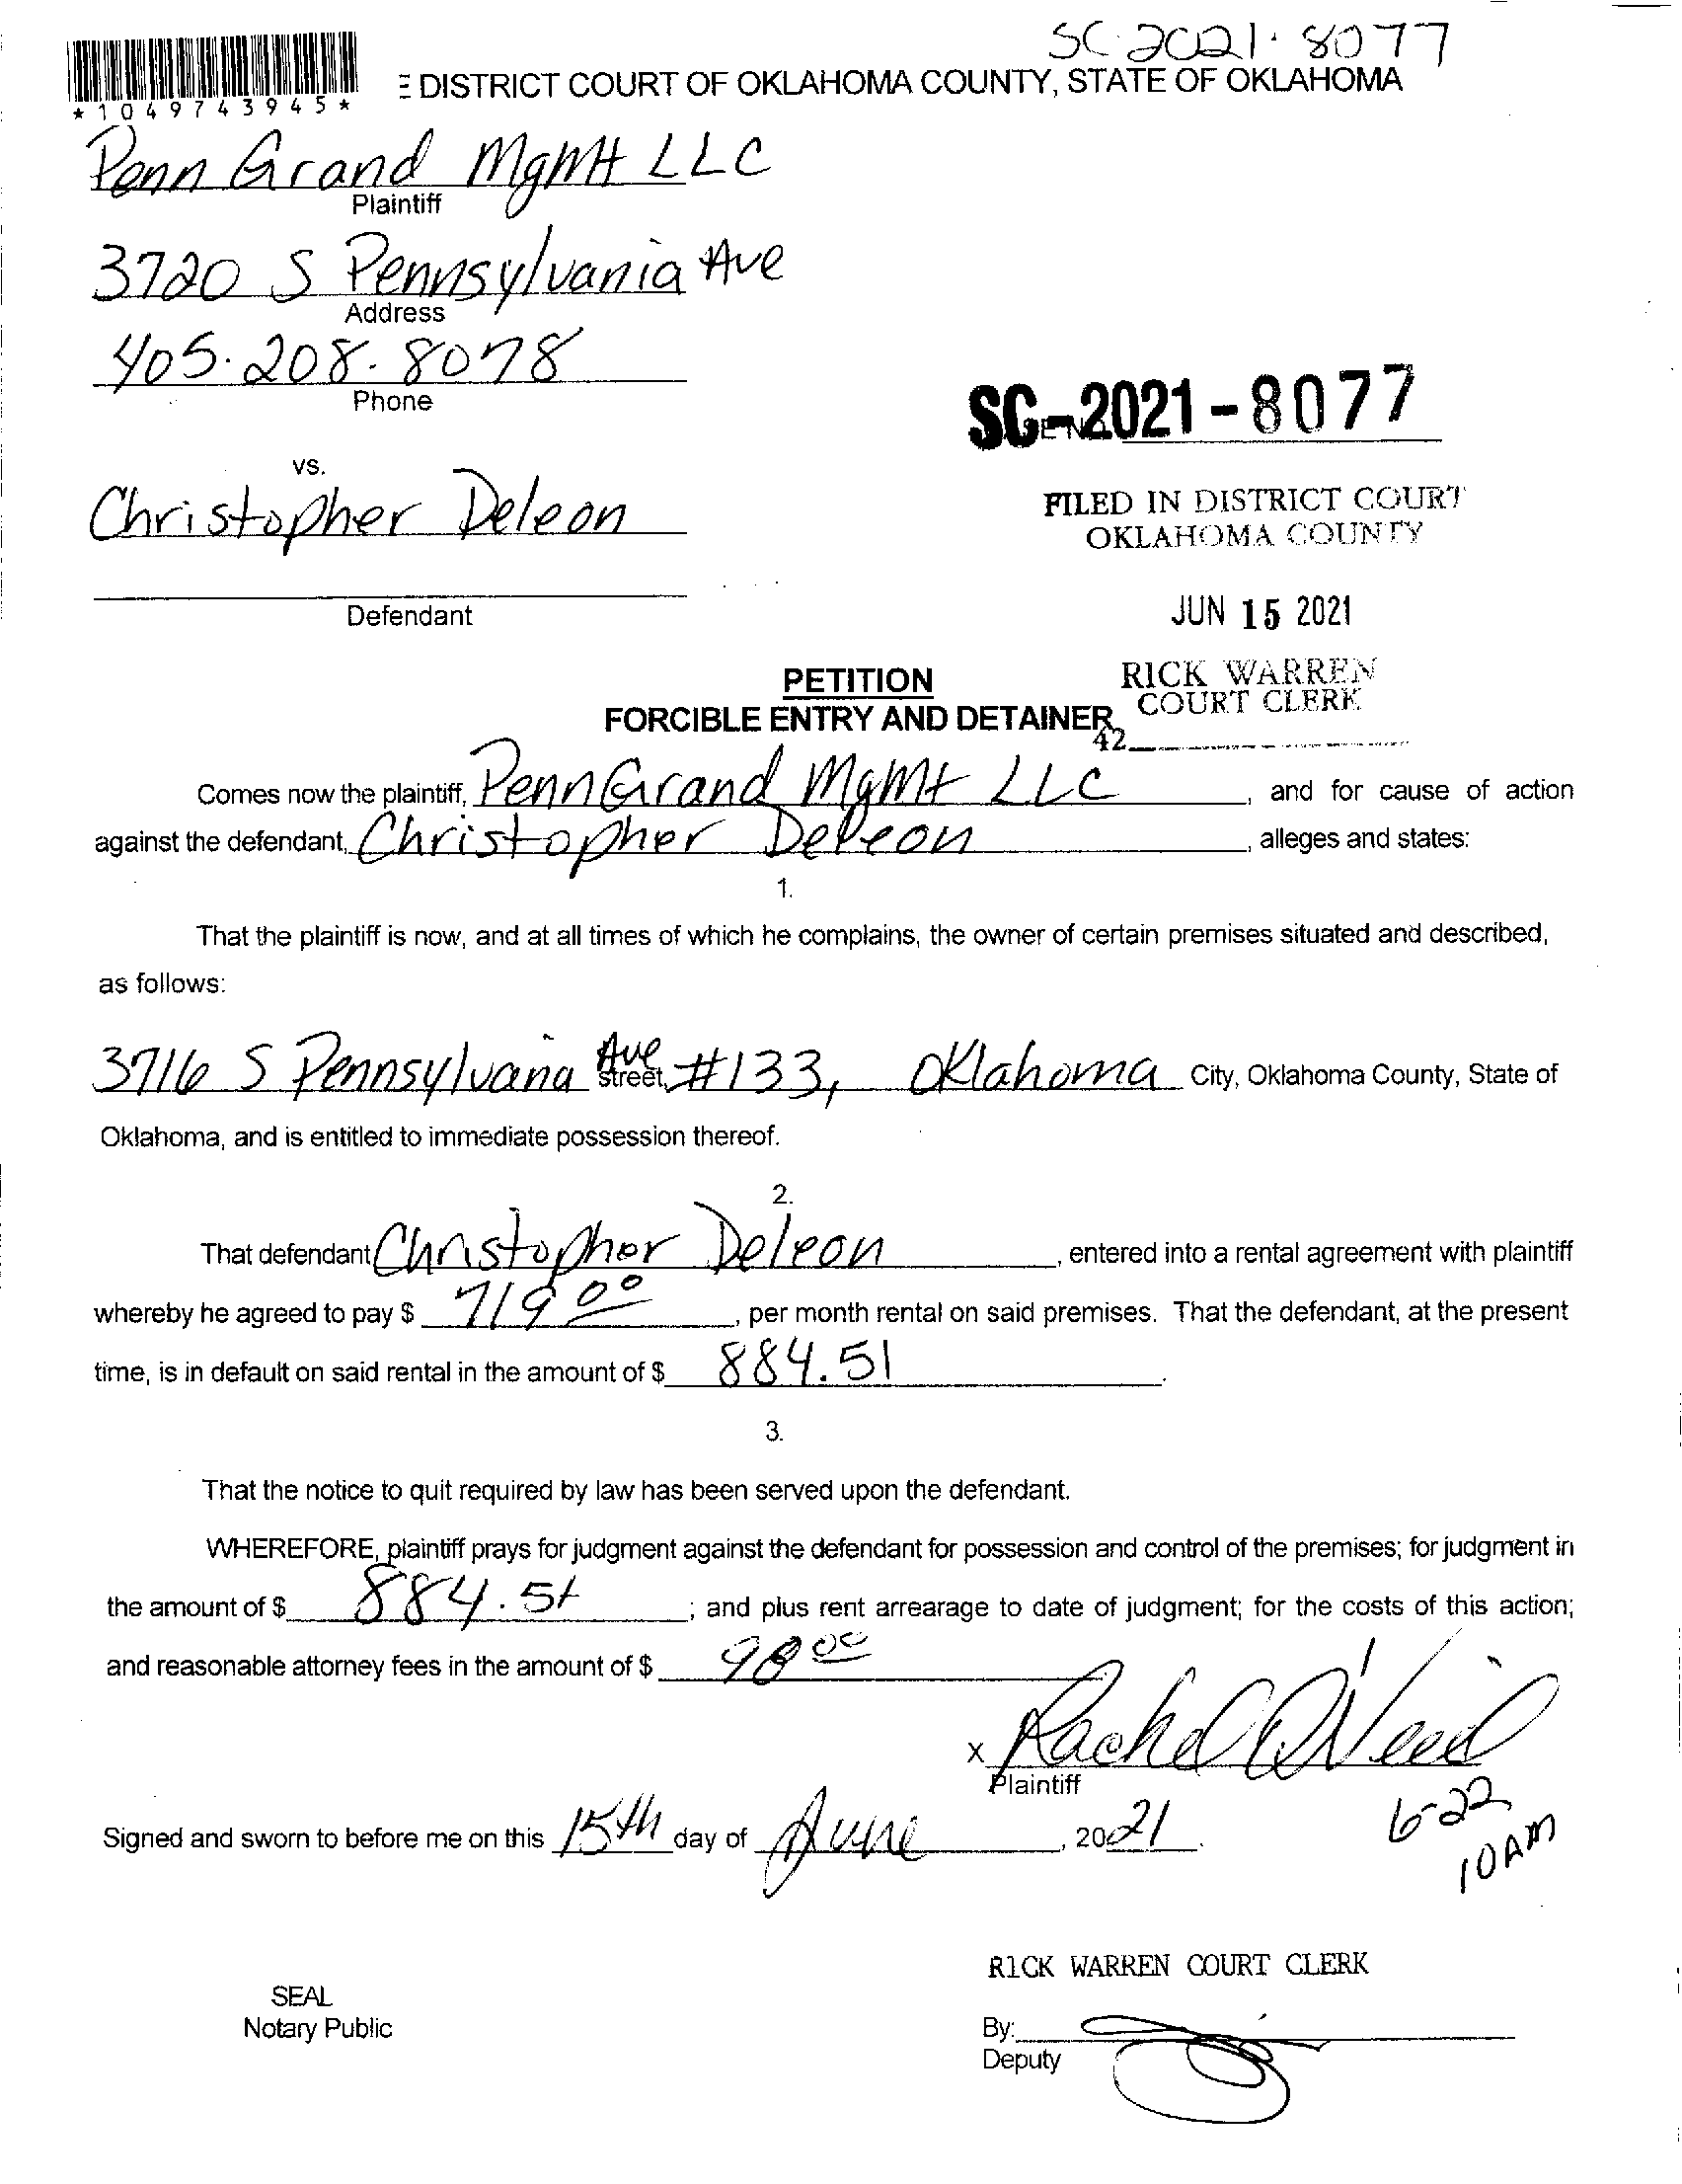 SC-2021-8077
*1049743945*
E DISTRICT COURT OF OKLAHOMA COUNTY, STATE OF OKLAHOMA
Penn Grand Mgmt LLC
Plaintiff
3720 S Pennsylvania Ave
Address
405-208-8078
Phone
SC-2021-8077
vs.
Christopher Deleon
FILED IN DISTRICT COURT
OKLAHOMA COUNTY
Defendant
JUN 15 2021
PETITION
RICK WARREN
COURT CLERK
FORCIBLE ENTRY AND DETAINER
42
Comes now the plaintiff, Penn Grand Mgmt LLC, and for cause of action
against the defendant, Christopher Deleon, alleges and states:
1.
That the plaintiff is now, and at all times of which he complains, the owner of certain premises situated and described,
as follows:
3716 S Pennsylvana Ave street, #133, Oklahoma City, Oklahoma County, State of
Oklahoma, and is entitled to immediate possession thereof.
2.
That defendant Christopher Deleon, entered into a rental agreement with plaintiff
whereby he agreed to pay $ 719 00, per month rental on said premises. That the defendant, at the present
time, is in default on said rental in the amount of $ 884.51.
3.
That the notice to quit required by law has been served upon the defendant.
WHEREFORE, plaintiff prays for judgment against the defendant for possession and control of the premises; for judgment in
the amount of $ 884.51; and plus rent arrearage to date of judgment; for the costs of this action;
and reasonable attorney fees in the amount of $ 98 00
x Rachel O'Neil
Plaintiff
Signed and sworn to before me on this 15th day of June, 2021.
6-22
10AM
RICK WARREN COURT CLERK
SEAL
Notary Public
By:
Deputy